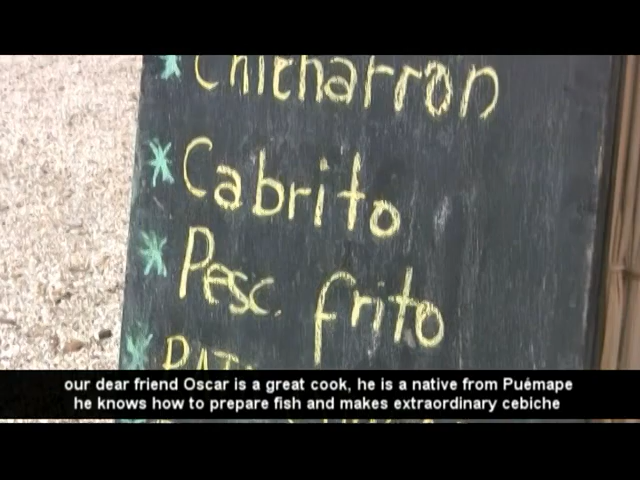 * Chicharron
* Cabrito
* Pesc. frito
our dear friend Oscar is a great cook, he is a native from Puémape
he knows how to prepare fish and makes extraordinary cebiche